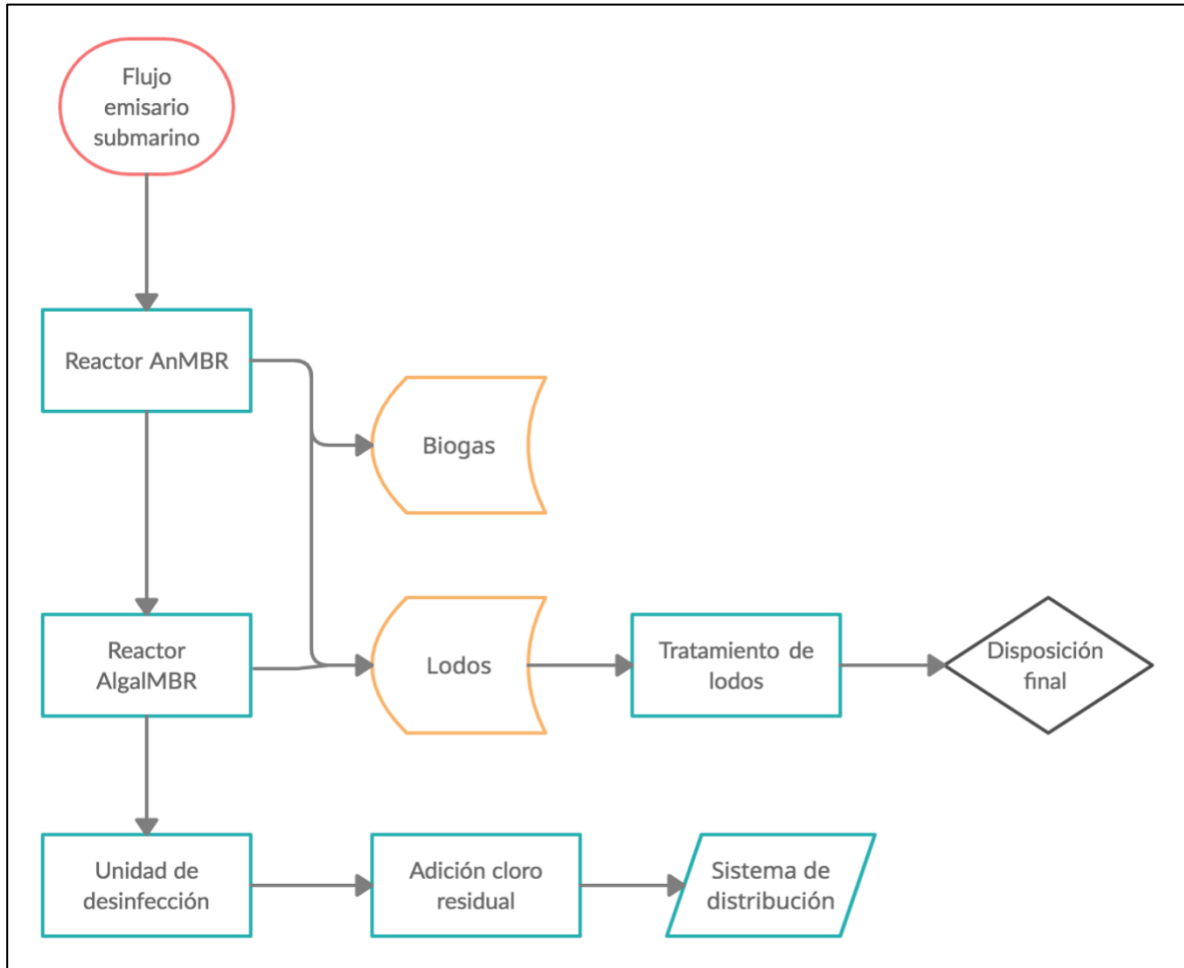 Flujo
emisario
submarino
Reactor AnMBR
Biogas
Reactor
AlgalMBR
Lodos
Tratamiento de
lodos
Disposición
final
Unidad de
desinfección
Adición cloro
residual
Sistema de
distribución